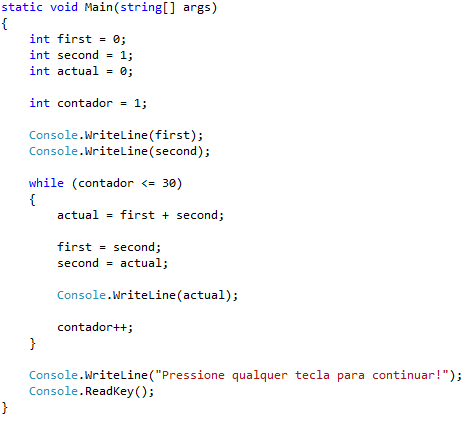 static void Main(string[] args)
{
    int first = 0;
    int second = 1;
    int actual = 0;

    int contador = 1;

    Console.WriteLine(first);
    Console.WriteLine(second);

    while (contador <= 30)
    {
        actual = first + second;

        first = second;
        second = actual;

        Console.WriteLine(actual);

        contador++;
    }

    Console.WriteLine("Pressione qualquer tecla para continuar!");
    Console.ReadKey();
}